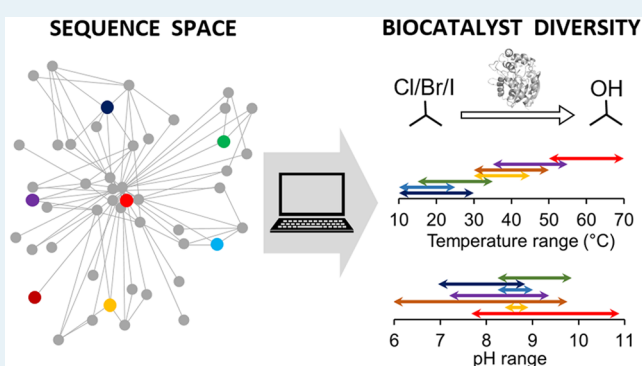 SEQUENCE SPACE
BIOCATALYST DIVERSITY
Cl/Br/I
OH
10 20 30 40 50 60 70
Temperature range (°C)
6 7 8 9 10 11
pH range